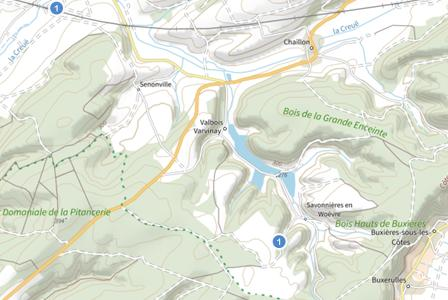 1
la Creuë
Chaillon
la Creuë
Senonville
Bois de la Grande Enceinte
Valbois
Varvinay
Savonnières en
Woëvre
Domaniale de la Pitancerie
Bois Hauts de Buxières
Buxières-sous-les-
Côtes
1
Buxerulles